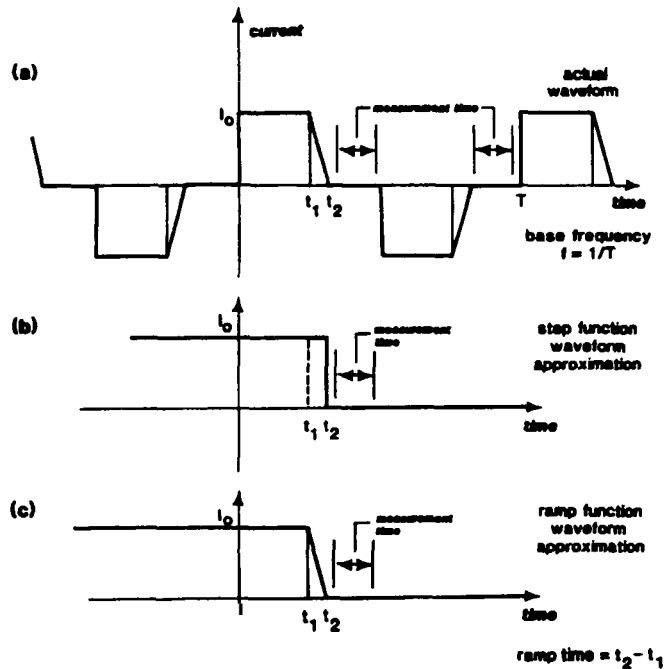 current
(a)
actual
waveform
I₀
measurement time
t₁ t₂
T
time
base frequency
f = 1/T
(b)
I₀
measurement
time
step function
waveform
approximation
t₁ t₂
time
(c)
I₀
measurement
time
ramp function
waveform
approximation
t₁ t₂
time
ramp time = t₂ - t₁